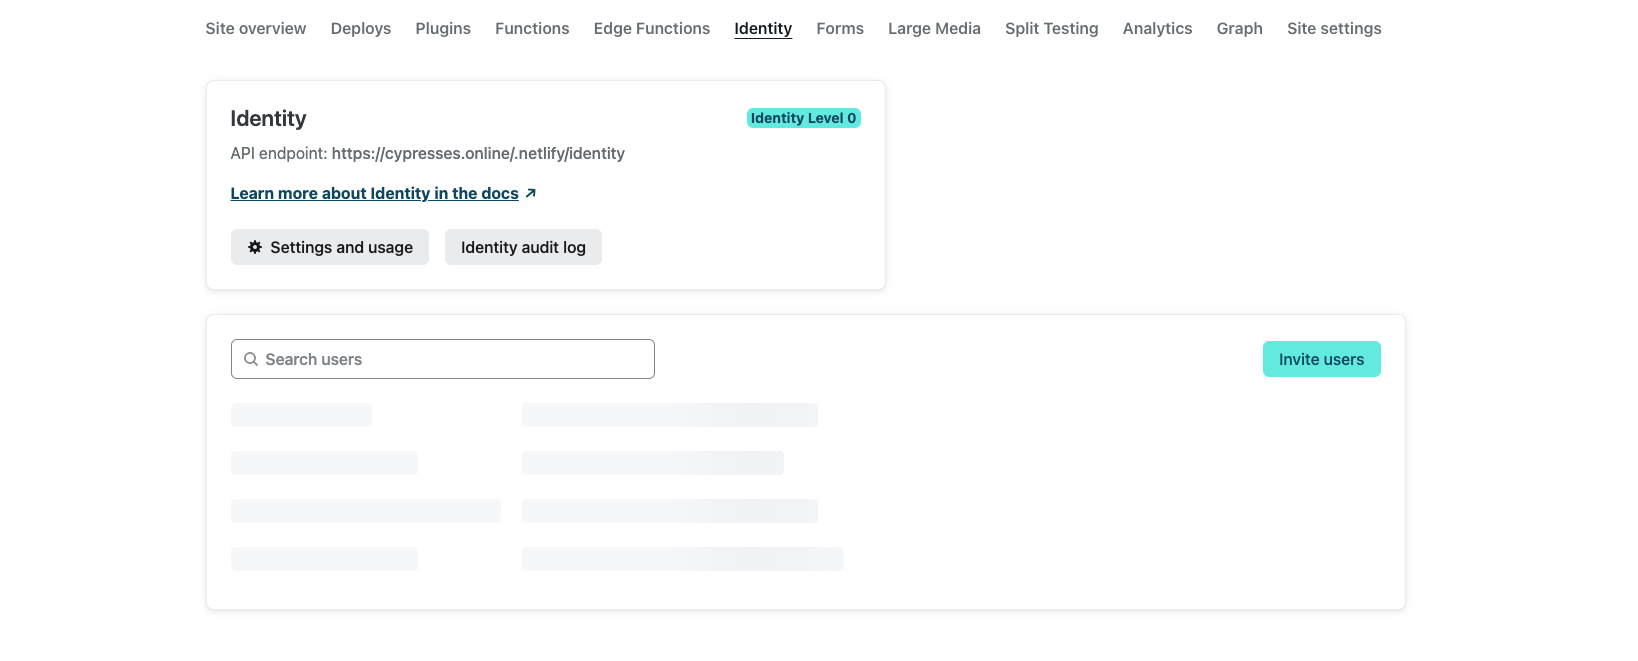 Site overview Deploys Plugins Functions Edge Functions Identity Forms Large Media Split Testing Analytics Graph Site settings
Identity Identity Level 0
API endpoint: https://cypresses.online/.netlify/identity
Learn more about Identity in the docs
Settings and usage Identity audit log
Search users Invite users